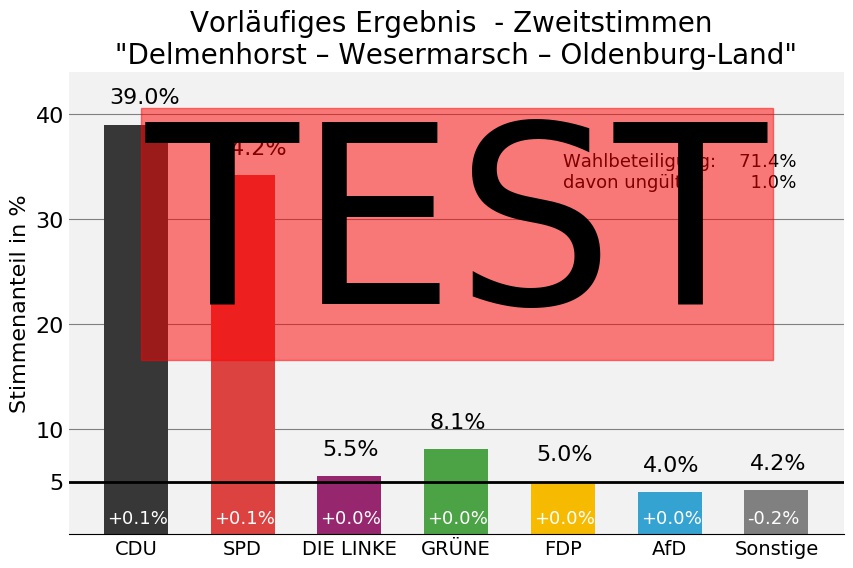 Vorläufiges Ergebnis - Zweitstimmen
"Delmenhorst – Wesermarsch – Oldenburg-Land"
Stimmenanteil in %
40
30
20
10
5
39.0%
5.5%
8.1%
5.0%
4.0%
4.2%
TEST
71.4%
davon 1.0%
+0.1% +0.1% +0.0% +0.0% +0.0% +0.0% -0.2%
CDU SPD DIE LINKE GRÜNE FDP AfD Sonstige